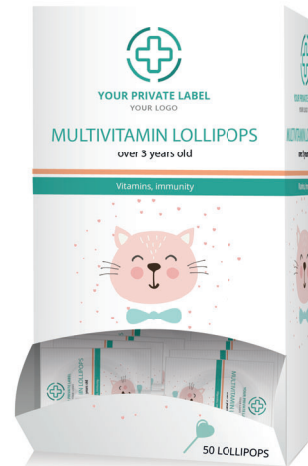 YOUR PRIVATE LABEL
YOUR LOGO
MULTIVITAMIN LOLLIPOPS
over 3 years old
Vitamins, immunity
50 LOLLIPOPS